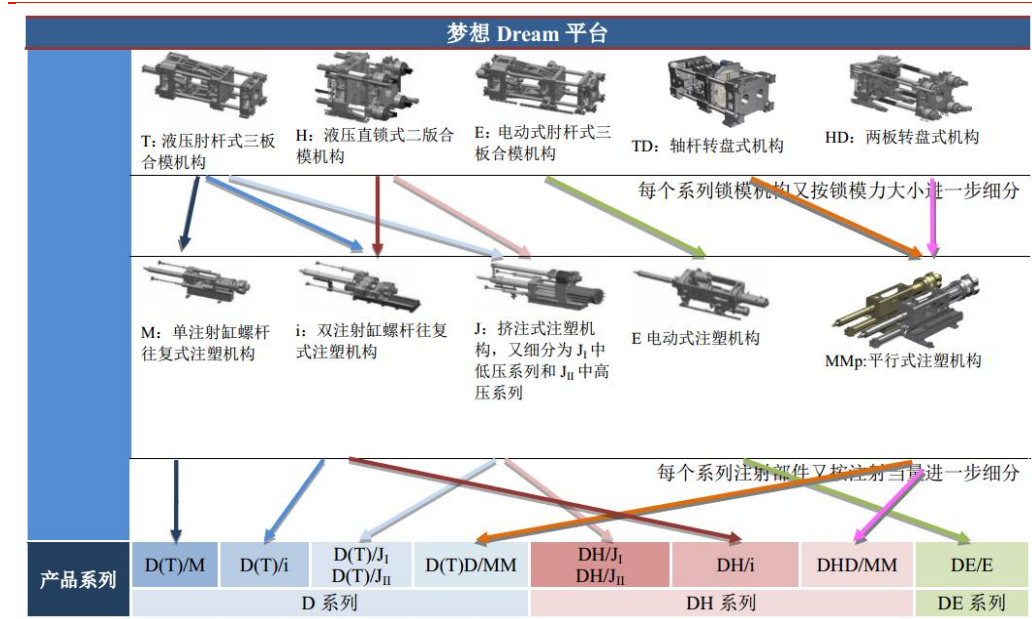 梦想 Dream 平台
T：液压肘杆式三板
合模机构
H：液压直锁式二版合
模机构
E：电动式肘杆式三
板合模机构
TD：轴杆转盘式机构
HD：两板转盘式机构
每个系列锁模机构又按锁模力大小进一步细分
M：单注射缸螺杆
往复式注塑机构
i：双注射缸螺杆往复
式注塑机构
J：挤注式注塑机
构，又细分为 JI 中
低压系列和 JII 中高
压系列
E 电动式注塑机构
MMp:平行式注塑机构
每个系列注射部件又按注射当量进一步细分
产品系列
D(T)/M
D(T)/i
D(T)/JI
D(T)/JII
D(T)D/MM
DH/JI
DH/JII
DH/i
DHD/MM
DE/E
D 系列
DH 系列
DE 系列